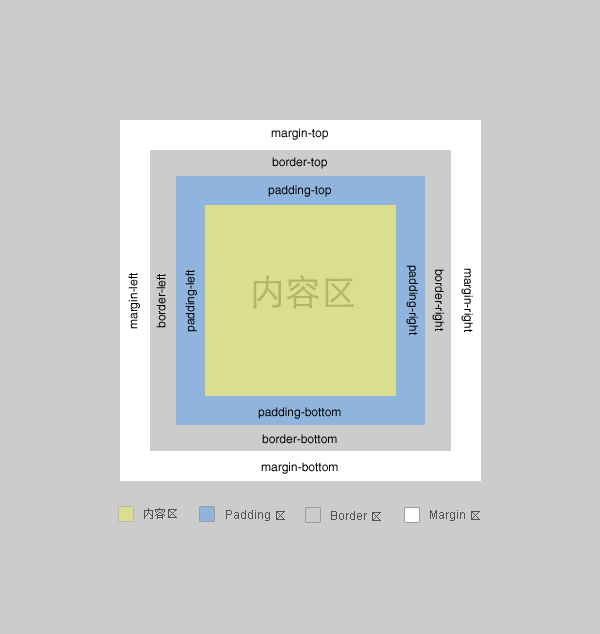 margin-top
border-top
padding-top
margin-left
border-left
padding-left
内容区
padding-right
border-right
margin-right
padding-bottom
border-bottom
margin-bottom
内容区 Padding 区 Border 区 Margin 区